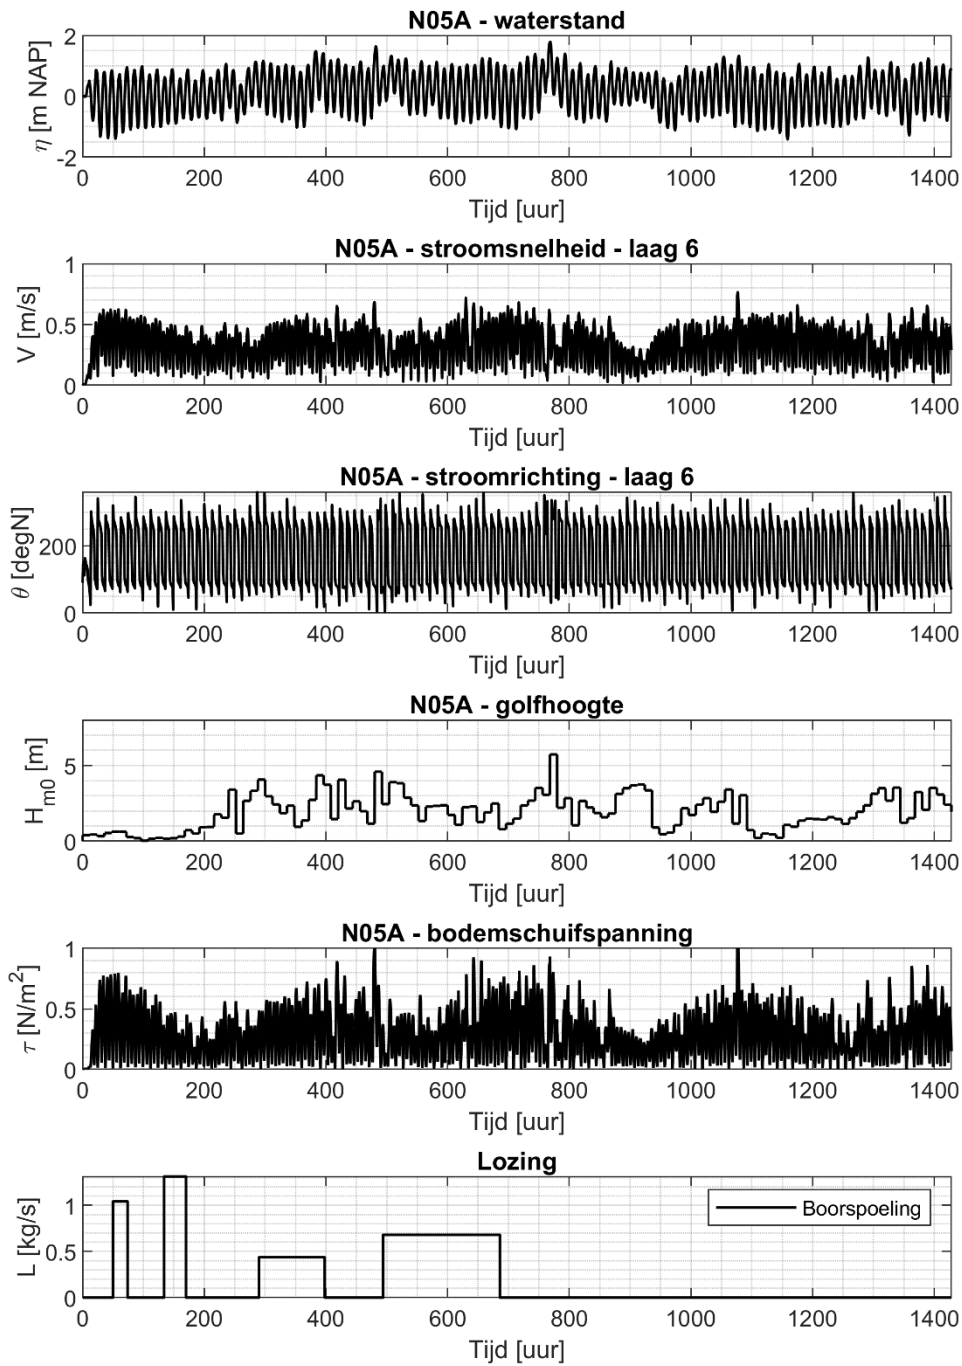 N05A - waterstand
η [m NAP]
2
0
-2
0 200 400 600 800 1000 1200 1400
Tijd [uur]
N05A - stroomsnelheid - laag 6
V [m/s]
1
0.5
0
0 200 400 600 800 1000 1200 1400
Tijd [uur]
N05A - stroomrichting - laag 6
θ [degN]
200
0
0 200 400 600 800 1000 1200 1400
Tijd [uur]
N05A - golfhoogte
H_m0 [m]
5
0
0 200 400 600 800 1000 1200 1400
Tijd [uur]
N05A - bodemschuifspanning
τ [N/m²]
1
0.5
0
0 200 400 600 800 1000 1200 1400
Tijd [uur]
Lozing
L [kg/s]
1
0.5
0
Boorspoeling
0 200 400 600 800 1000 1200 1400
Tijd [uur]